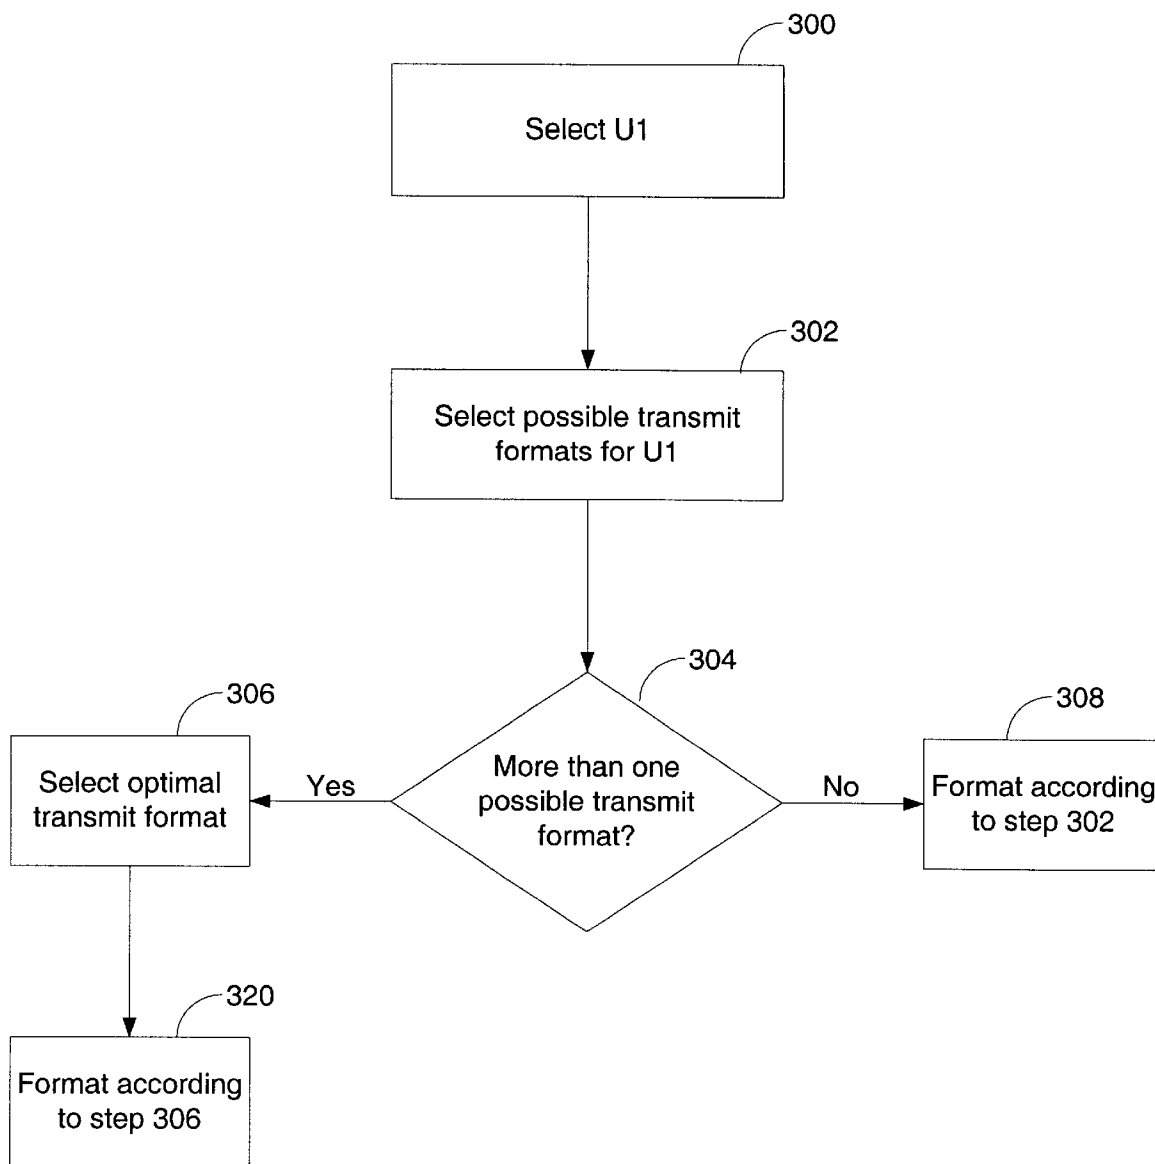 300
Select U1
302
Select possible transmit
formats for U1
304
More than one
possible transmit
format?
Yes
No
306
Select optimal
transmit format
308
Format according
to step 302
320
Format according
to step 306